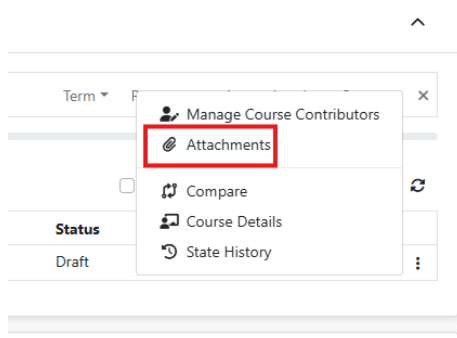 Term
Manage Course Contributors
Attachments
Compare
Course Details
Status
State History
Draft